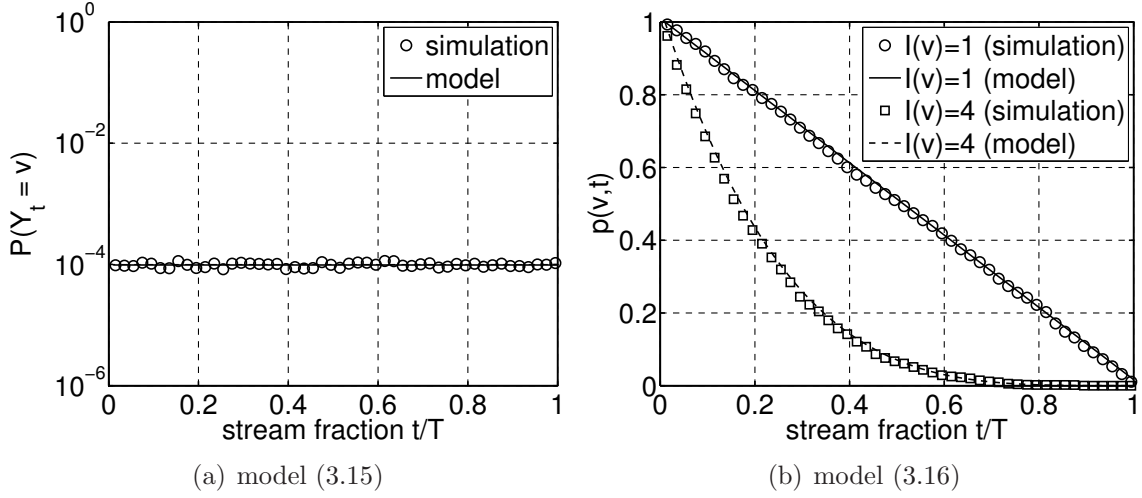 10^0
10^-2
10^-4
10^-6
P(Y_t = v)
simulation
model
0 0.2 0.4 0.6 0.8 1
stream fraction t/T
(a) model (3.15)
1
0.8
0.6
0.4
0.2
0
p(v,t)
I(v)=1 (simulation)
I(v)=1 (model)
I(v)=4 (simulation)
I(v)=4 (model)
0 0.2 0.4 0.6 0.8 1
stream fraction t/T
(b) model (3.16)